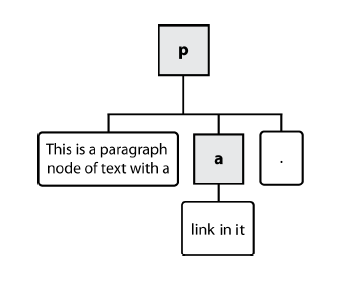 p
This is a paragraph
node of text with a
a
.
link in it